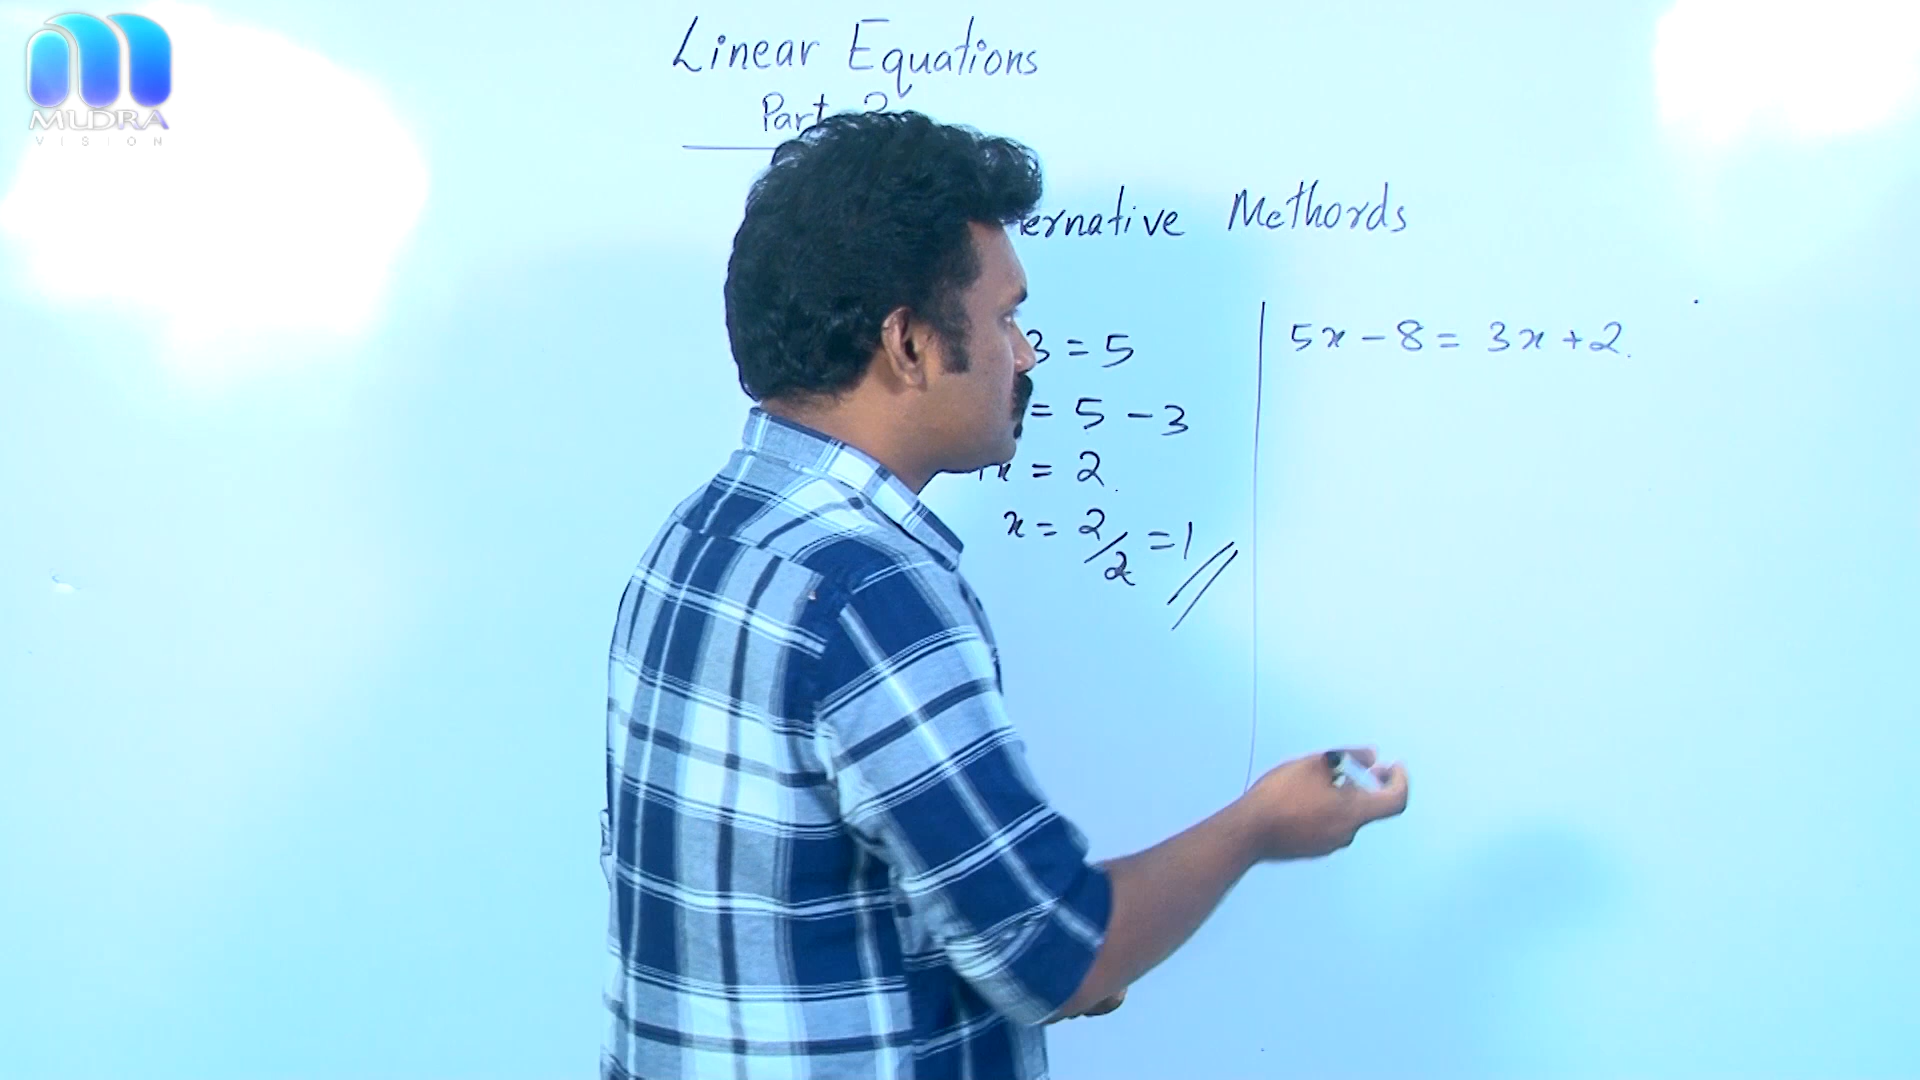 MUDRA
VISION
Linear Equations
Part
ernative Methords
3 = 5
= 5 - 3
x = 2
x = 2/2 = 1
5x - 8 = 3x + 2.